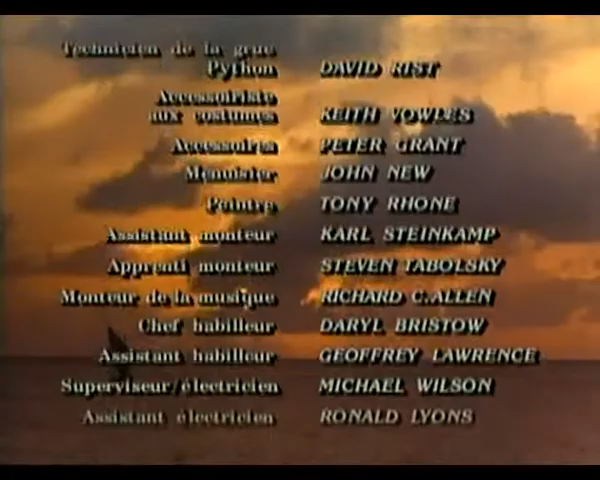 Technicien de la grue
Python DAVID RIST
Accessoiriste
aux costumes KEITH VOWLES
Accessoires PETER GRANT
Menuisier JOHN NEW
Peintre TONY RHONE
Assistant monteur KARL STEINKAMP
Apprenti monteur STEVEN TABOLSKY
Monteur de la musique RICHARD C.ALLEN
Chef habilleur DARYL BRISTOW
Assistant habilleur GEOFFREY LAWRENCE
Superviseur/électricien MICHAEL WILSON
Assistant électricien RONALD LYONS